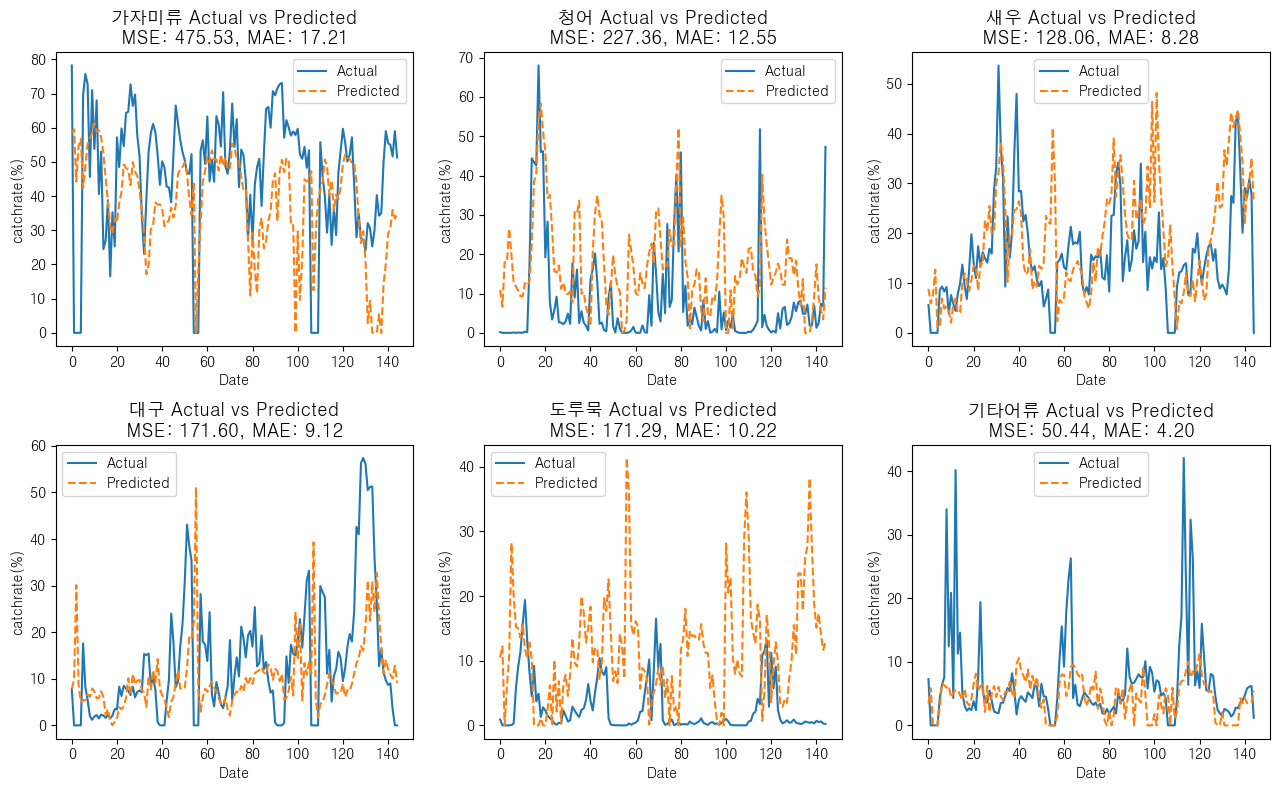 가자미류 Actual vs Predicted
MSE: 475.53, MAE: 17.21
80
70
60
50
40
30
20
10
0
catchrate(%)
Actual
Predicted
0 20 40 60 80 100 120 140
Date
청어 Actual vs Predicted
MSE: 227.36, MAE: 12.55
70
60
50
40
30
20
10
0
catchrate(%)
Actual
Predicted
0 20 40 60 80 100 120 140
Date
새우 Actual vs Predicted
MSE: 128.06, MAE: 8.28
50
40
30
20
10
0
catchrate(%)
Actual
Predicted
0 20 40 60 80 100 120 140
Date
대구 Actual vs Predicted
MSE: 171.60, MAE: 9.12
60
50
40
30
20
10
0
catchrate(%)
Actual
Predicted
0 20 40 60 80 100 120 140
Date
도루묵 Actual vs Predicted
MSE: 171.29, MAE: 10.22
40
30
20
10
0
catchrate(%)
Actual
Predicted
0 20 40 60 80 100 120 140
Date
기타어류 Actual vs Predicted
MSE: 50.44, MAE: 4.20
40
30
20
10
0
catchrate(%)
Actual
Predicted
0 20 40 60 80 100 120 140
Date